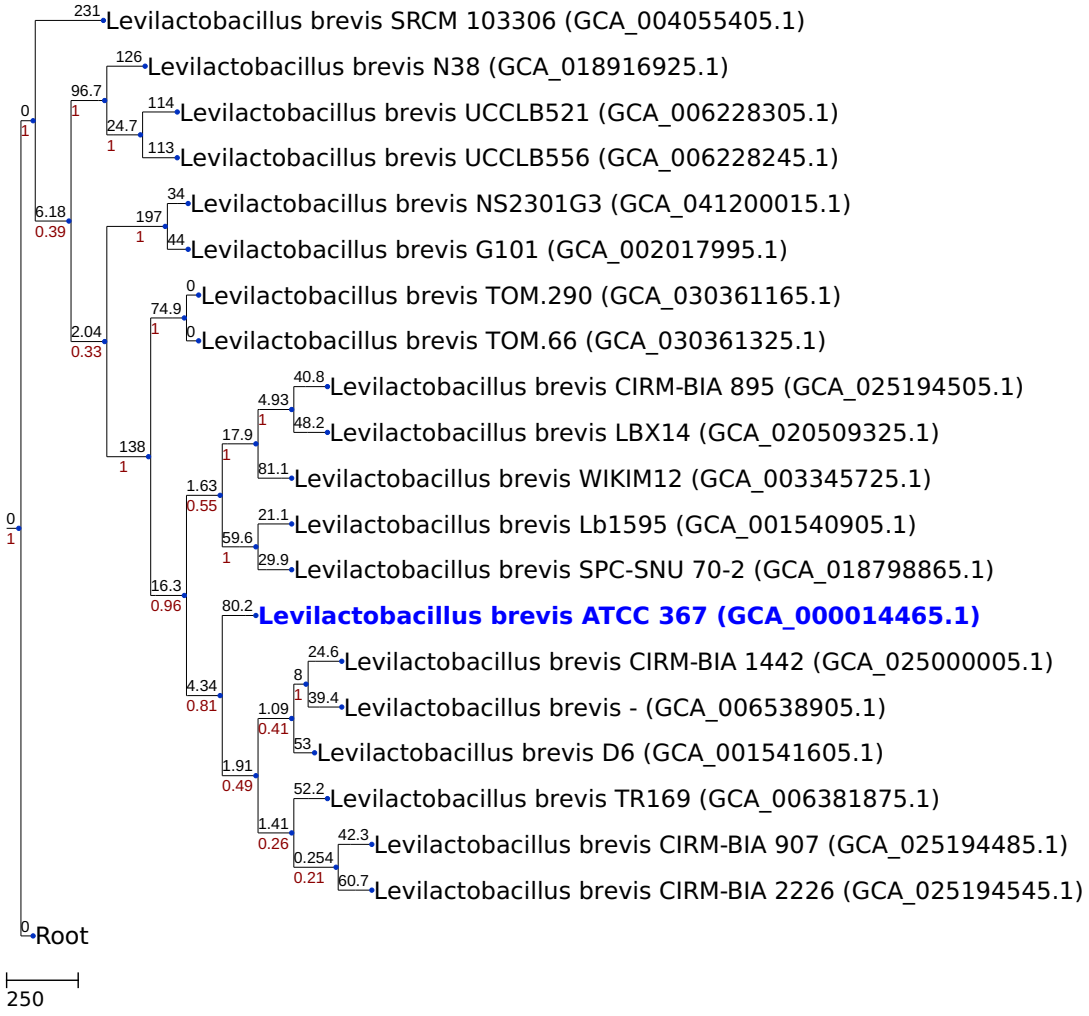 231
Levilactobacillus brevis SRCM 103306 (GCA_004055405.1)
126
Levilactobacillus brevis N38 (GCA_018916925.1)
96.7
1
114
Levilactobacillus brevis UCCLB521 (GCA_006228305.1)
0
1
24.7
1
113
Levilactobacillus brevis UCCLB556 (GCA_006228245.1)
34
Levilactobacillus brevis NS2301G3 (GCA_041200015.1)
6.18
0.39
197
1
44
Levilactobacillus brevis G101 (GCA_002017995.1)
0
Levilactobacillus brevis TOM.290 (GCA_030361165.1)
74.9
1
0
Levilactobacillus brevis TOM.66 (GCA_030361325.1)
2.04
0.33
40.8
Levilactobacillus brevis CIRM-BIA 895 (GCA_025194505.1)
4.93
1
48.2
Levilactobacillus brevis LBX14 (GCA_020509325.1)
17.9
1
138
1
81.1
Levilactobacillus brevis WIKIM12 (GCA_003345725.1)
1.63
0.55
21.1
Levilactobacillus brevis Lb1595 (GCA_001540905.1)
0
1
59.6
1
29.9
Levilactobacillus brevis SPC-SNU 70-2 (GCA_018798865.1)
16.3
0.96
80.2
Levilactobacillus brevis ATCC 367 (GCA_000014465.1)
24.6
Levilactobacillus brevis CIRM-BIA 1442 (GCA_025000005.1)
8
1
4.34
0.81
39.4
Levilactobacillus brevis - (GCA_006538905.1)
1.09
0.41
53
Levilactobacillus brevis D6 (GCA_001541605.1)
1.91
0.49
52.2
Levilactobacillus brevis TR169 (GCA_006381875.1)
1.41
0.26
42.3
Levilactobacillus brevis CIRM-BIA 907 (GCA_025194485.1)
0.254
0.21
60.7
Levilactobacillus brevis CIRM-BIA 2226 (GCA_025194545.1)
0
Root
250